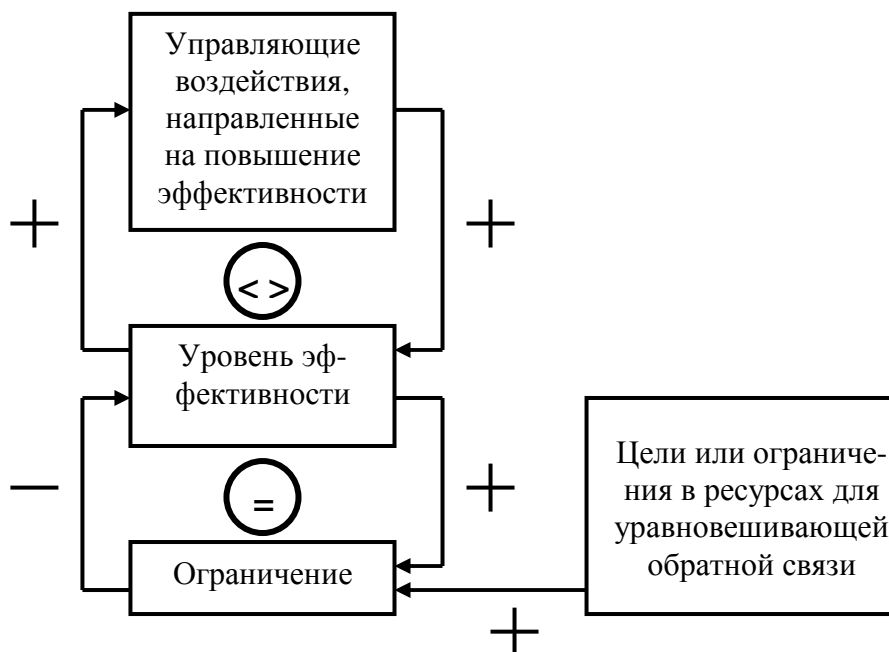 Управляющие
воздействия,
направленные
на повышение
эффективности
+
+
< >
Уровень эф-
фективности
−
+
=
Цели или ограниче-
ния в ресурсах для
уравновешивающей
обратной связи
Ограничение
+